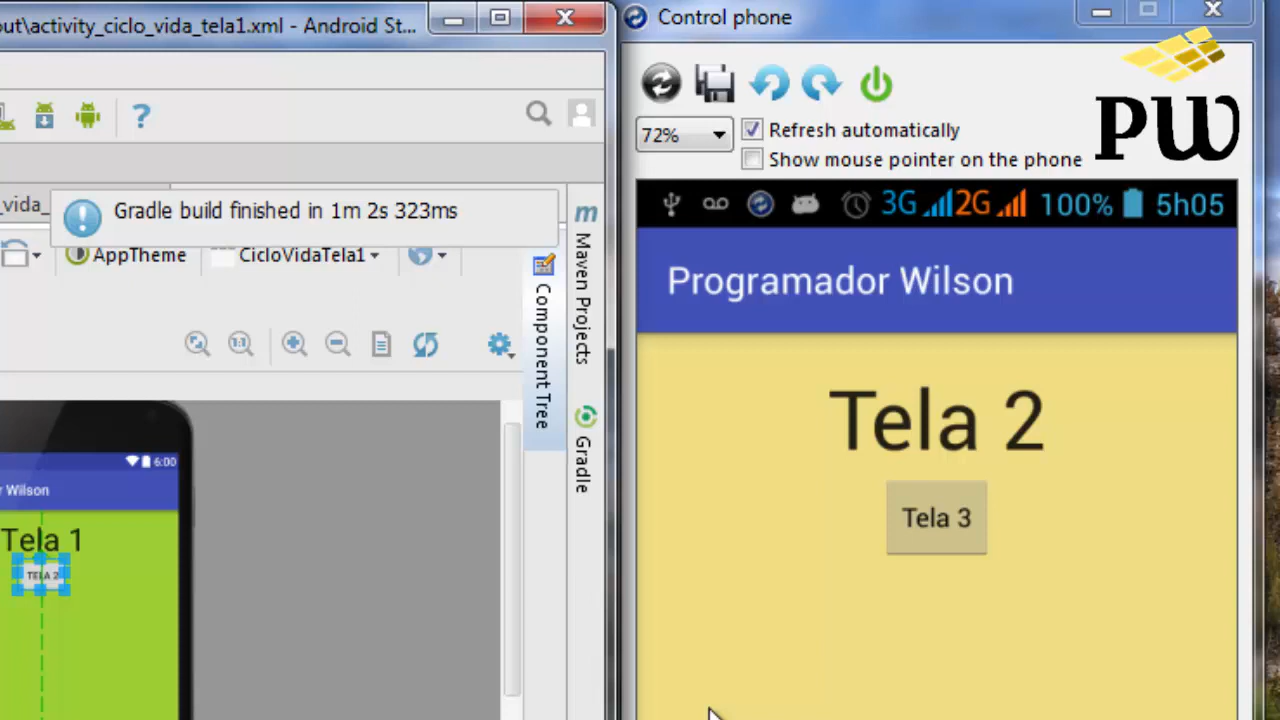 out\activity_ciclo_vida_tela1.xml - Android St...
?
_vida_
Gradle build finished in 1m 2s 323ms
AppTheme
CicloVidaTela1
1:1
m
Maven Projects
Component Tree
Gradle
6:00
r Wilson
Tela 1
TELA 2
Control phone
PW
72%
Refresh automatically
Show mouse pointer on the phone
3G 2G 100% 5h05
Programador Wilson
Tela 2
Tela 3